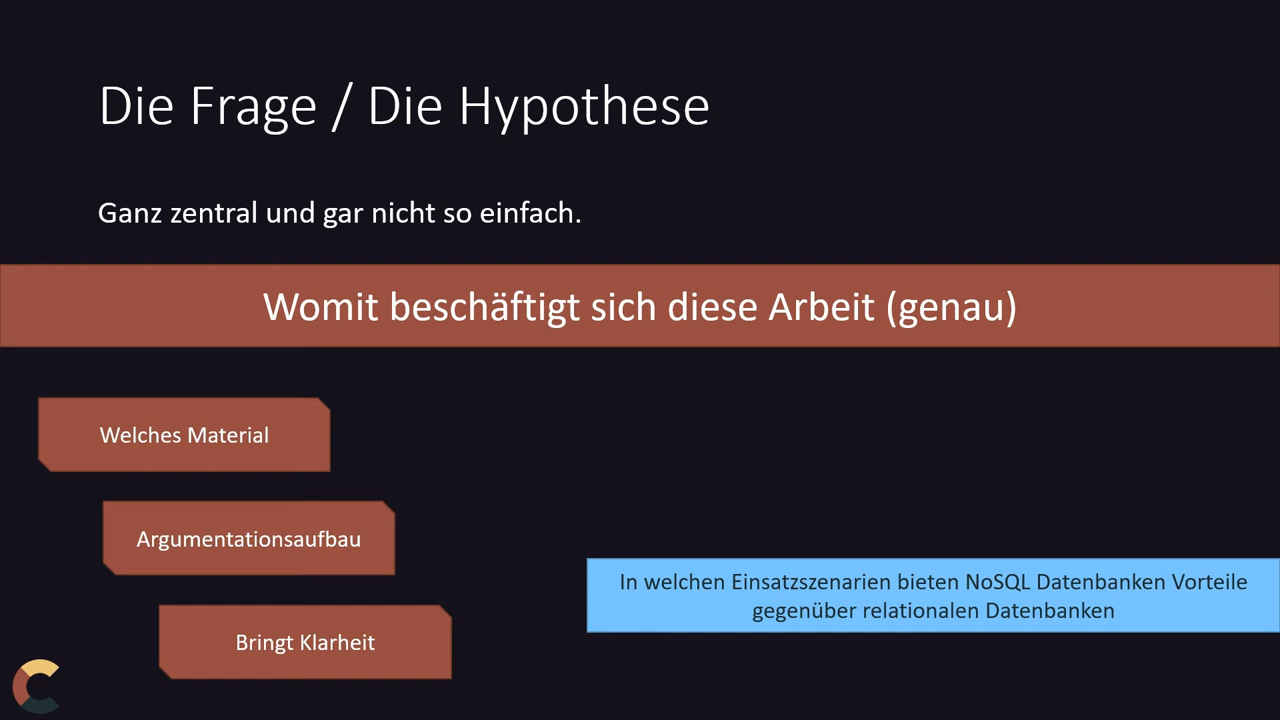 Die Frage / Die Hypothese
Ganz zentral und gar nicht so einfach.
Womit beschäftigt sich diese Arbeit (genau)
Welches Material
Argumentationsaufbau
Bringt Klarheit
In welchen Einsatzszenarien bieten NoSQL Datenbanken Vorteile
gegenüber relationalen Datenbanken